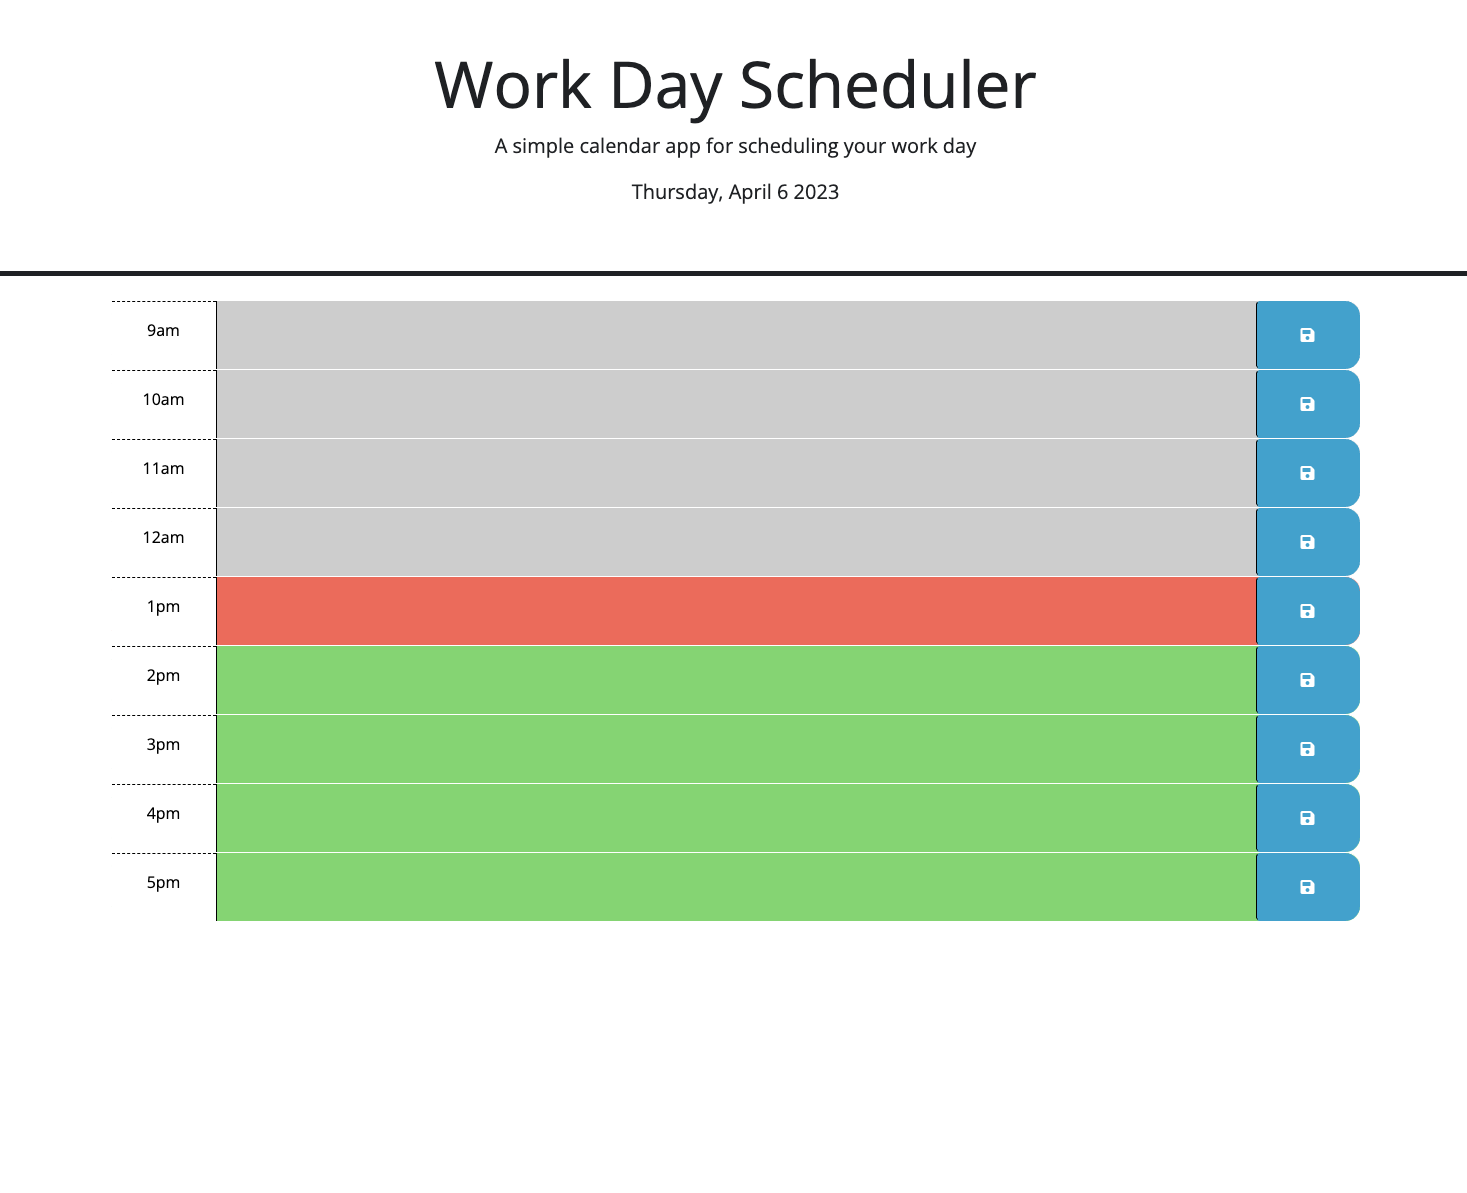 Work Day Scheduler
A simple calendar app for scheduling your work day
Thursday, April 6 2023
9am
10am
11am
12am
1pm
2pm
3pm
4pm
5pm